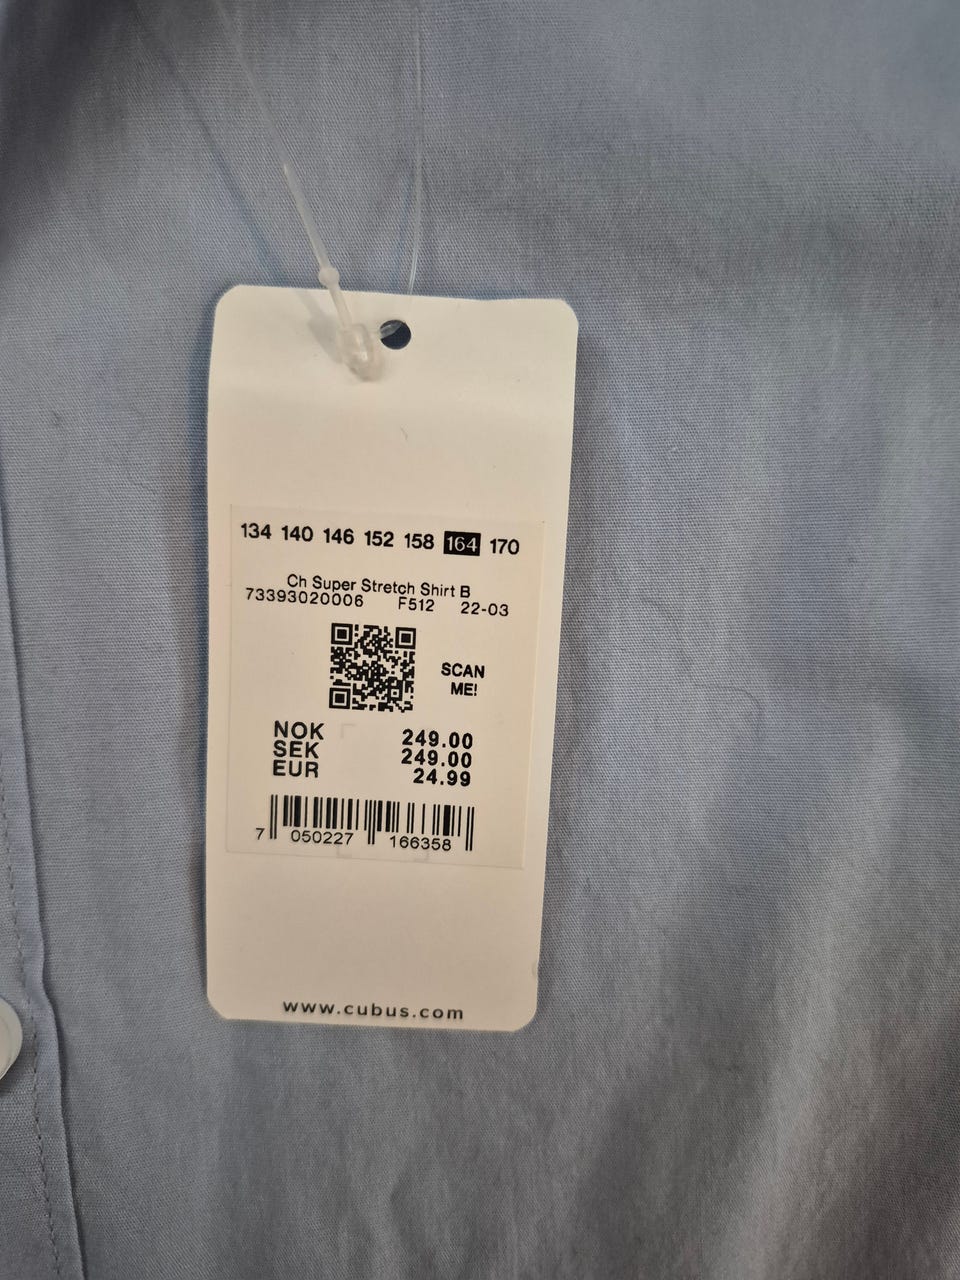 134 140 146 152 158 164 170
Ch Super Stretch Shirt B
73393020006 F512 22-03
SCAN
ME!
NOK 249.00
SEK 249.00
EUR 24.99
7 050227 166358
www.cubus.com